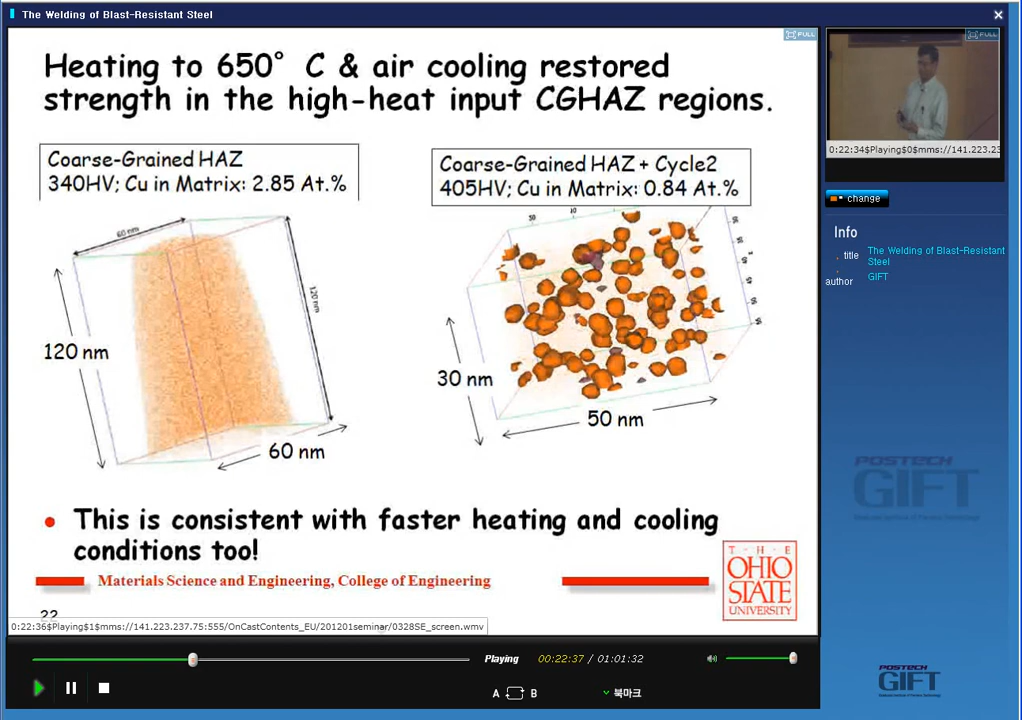 The Welding of Blast-Resistant Steel
FULL
Heating to 650° C & air cooling restored
strength in the high-heat input CGHAZ regions.
Coarse-Grained HAZ
340HV; Cu in Matrix: 2.85 At.%
Coarse-Grained HAZ + Cycle2
405HV; Cu in Matrix: 0.84 At.%
60 nm
120 nm
120 nm
60 nm
30 nm
50 nm
This is consistent with faster heating and cooling
conditions too!
Materials Science and Engineering, College of Engineering
T · H · E
OHIO
STATE
UNIVERSITY
22
0:22:36$Playing$1$mms://141.223.237.75:555/OnCastContents_EU/201201seminar/0328SE_screen.wmv
Playing
00:22:37 / 01:01:32
A B
북마크
FULL
0:22:34$Playing$0$mms://141.223.23
change
Info
title
The Welding of Blast-Resistant
Steel
author
GIFT
POSTECH
GIFT
POSTECH
GIFT